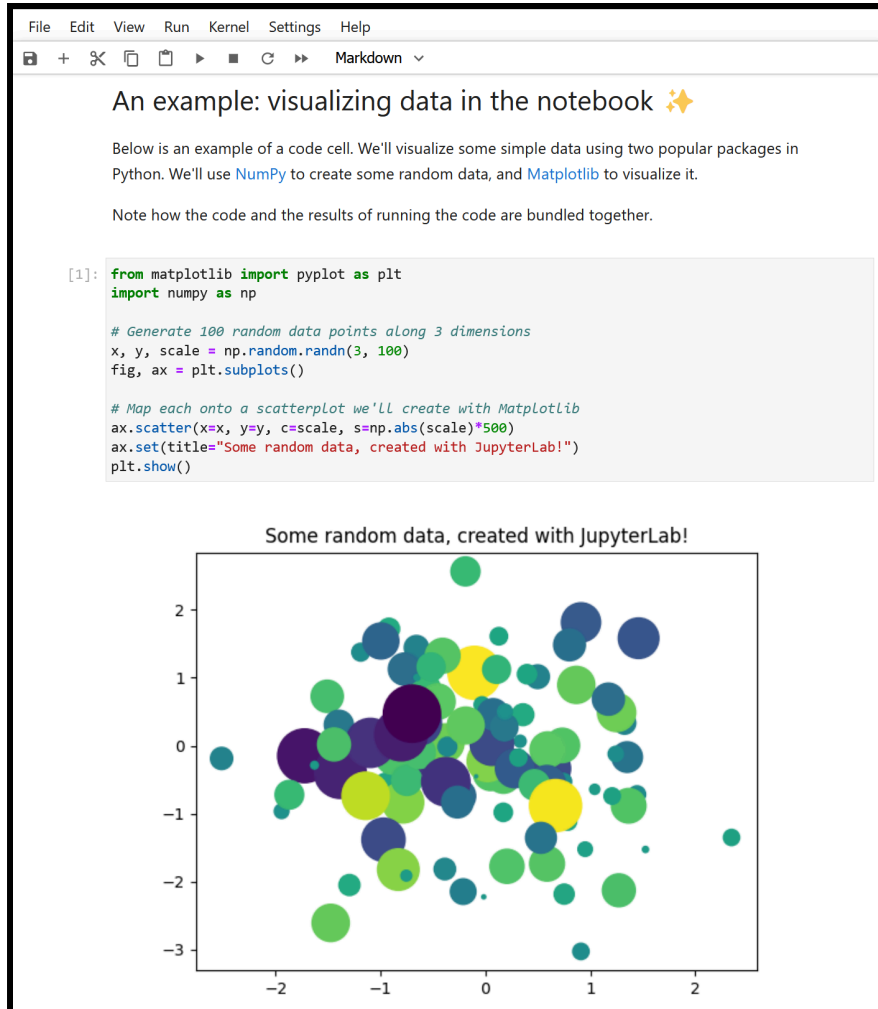 File Edit View Run Kernel Settings Help
Markdown
An example: visualizing data in the notebook ✨
Below is an example of a code cell. We'll visualize some simple data using two popular packages in
Python. We'll use NumPy to create some random data, and Matplotlib to visualize it.
Note how the code and the results of running the code are bundled together.
[1]: from matplotlib import pyplot as plt
import numpy as np
# Generate 100 random data points along 3 dimensions
x, y, scale = np.random.randn(3, 100)
fig, ax = plt.subplots()
# Map each onto a scatterplot we'll create with Matplotlib
ax.scatter(x=x, y=y, c=scale, s=np.abs(scale)*500)
ax.set(title="Some random data, created with JupyterLab!")
plt.show()
Some random data, created with JupyterLab!
2
1
0
−1
−2
−3
−2 −1 0 1 2